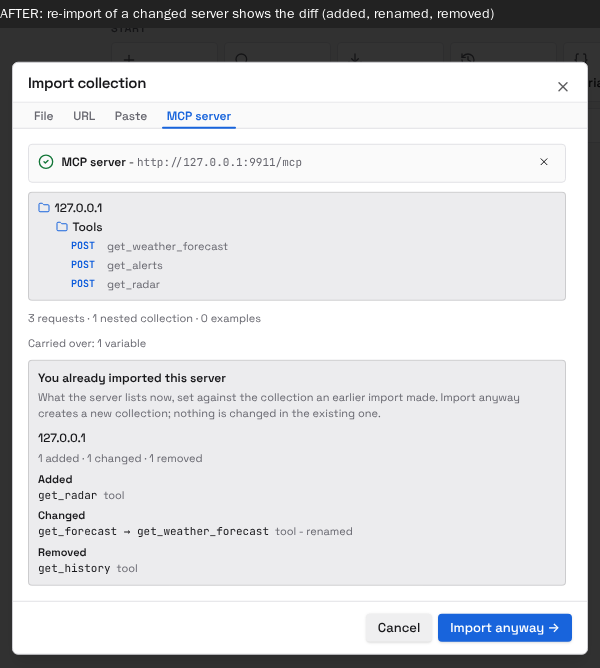 AFTER: re-import of a changed server shows the diff (added, renamed, removed)
START
Import collection
File URL Paste MCP server
MCP server - http://127.0.0.1:9911/mcp
127.0.0.1
Tools
POST get_weather_forecast
POST get_alerts
POST get_radar
3 requests · 1 nested collection · 0 examples
Carried over: 1 variable
You already imported this server
What the server lists now, set against the collection an earlier import made. Import anyway
creates a new collection; nothing is changed in the existing one.
127.0.0.1
1 added · 1 changed · 1 removed
Added
get_radar tool
Changed
get_forecast → get_weather_forecast tool - renamed
Removed
get_history tool
Cancel Import anyway →